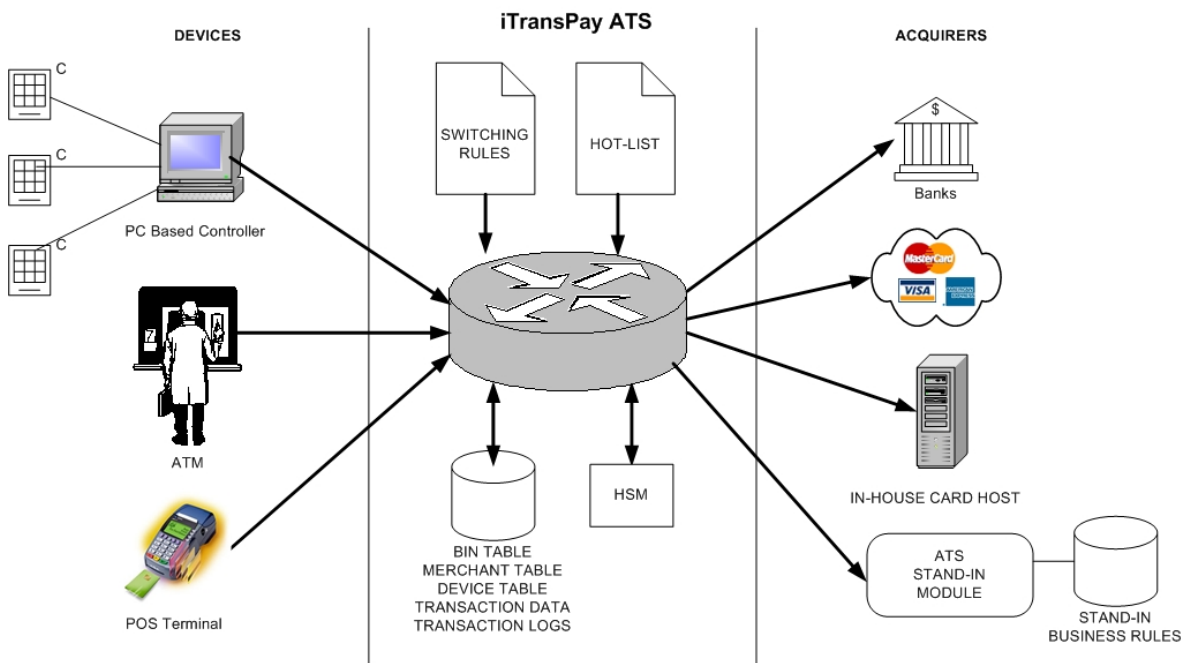 iTransPay ATS
DEVICES
ACQUIRERS
C
C
C
PC Based Controller
ATM
POS Terminal
SWITCHING
RULES
HOT-LIST
BIN TABLE
MERCHANT TABLE
DEVICE TABLE
TRANSACTION DATA
TRANSACTION LOGS
HSM
$
Banks
MasterCard
VISA
AMERICAN
EXPRESS
IN-HOUSE CARD HOST
ATS
STAND-IN
MODULE
STAND-IN
BUSINESS RULES
7